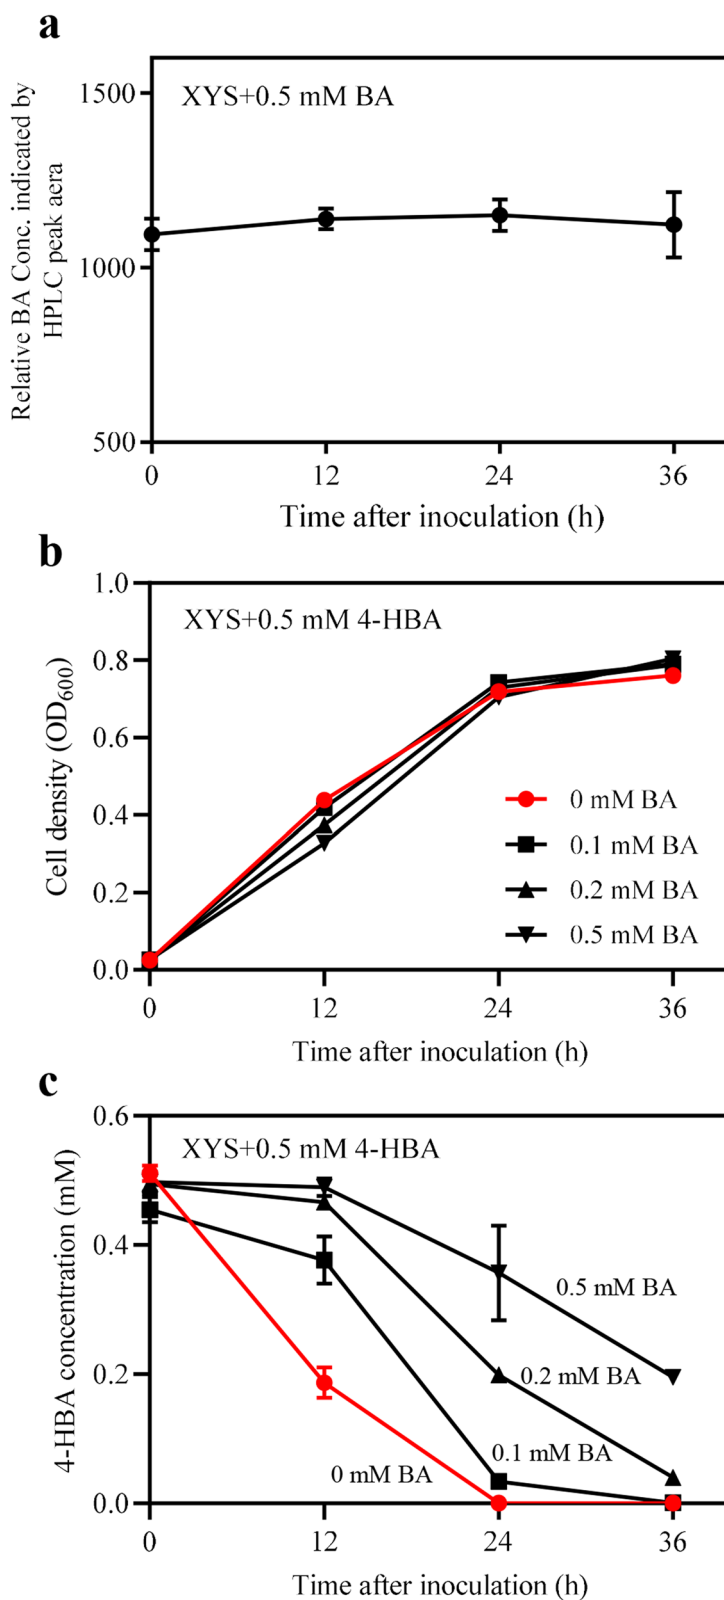 a
XYS+0.5 mM BA
Relative BA Conc. indicated by
HPLC peak aera
1500
1000
500
0 12 24 36
Time after inoculation (h)
b
XYS+0.5 mM 4-HBA
Cell density (OD600)
1.0
0.8
0.6
0.4
0.2
0.0
0 mM BA
0.1 mM BA
0.2 mM BA
0.5 mM BA
0 12 24 36
Time after inoculation (h)
c
XYS+0.5 mM 4-HBA
4-HBA concentration (mM)
0.6
0.4
0.2
0.0
0.5 mM BA
0.2 mM BA
0.1 mM BA
0 mM BA
0 12 24 36
Time after inoculation (h)